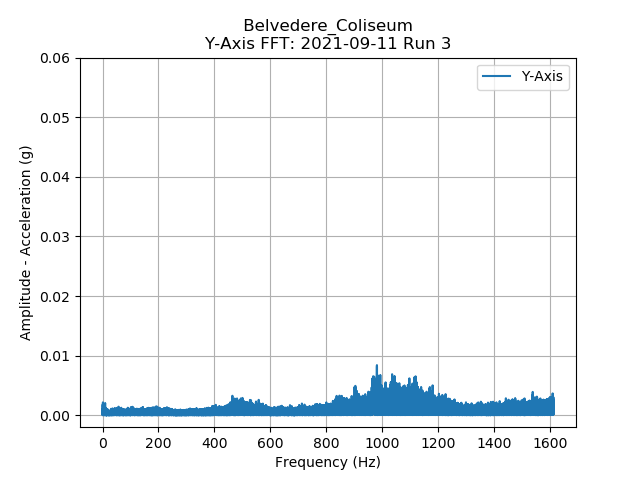 Belvedere_Coliseum
Y-Axis FFT: 2021-09-11 Run 3
Y-Axis
0.06
0.05
0.04
0.03
0.02
0.01
0.00
Amplitude - Acceleration (g)
0 200 400 600 800 1000 1200 1400 1600
Frequency (Hz)